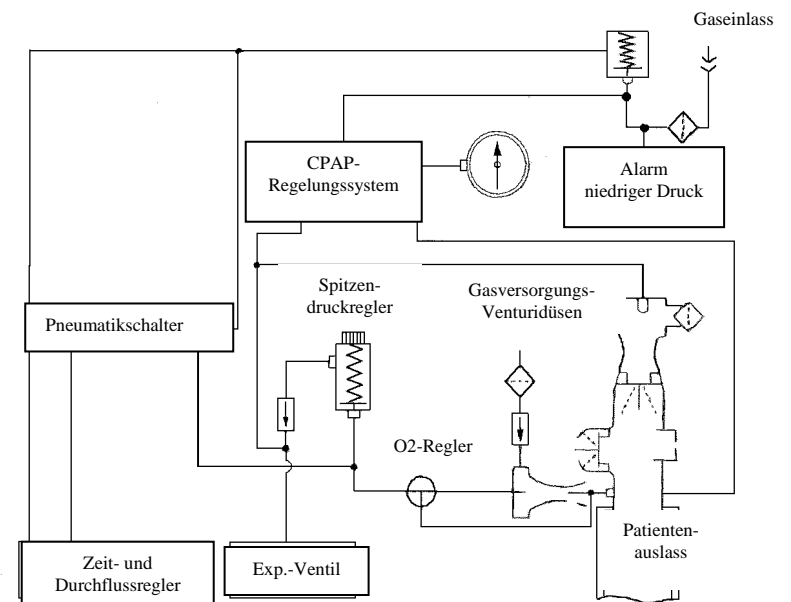 Gaseinlass
CPAP-
Regelungssystem
Alarm
niedriger Druck
Spitzen-
druckregler
Gasversorgungs-
Venturidüsen
Pneumatikschalter
O2-Regler
Patienten-
auslass
Zeit- und
Durchflussregler
Exp.-Ventil